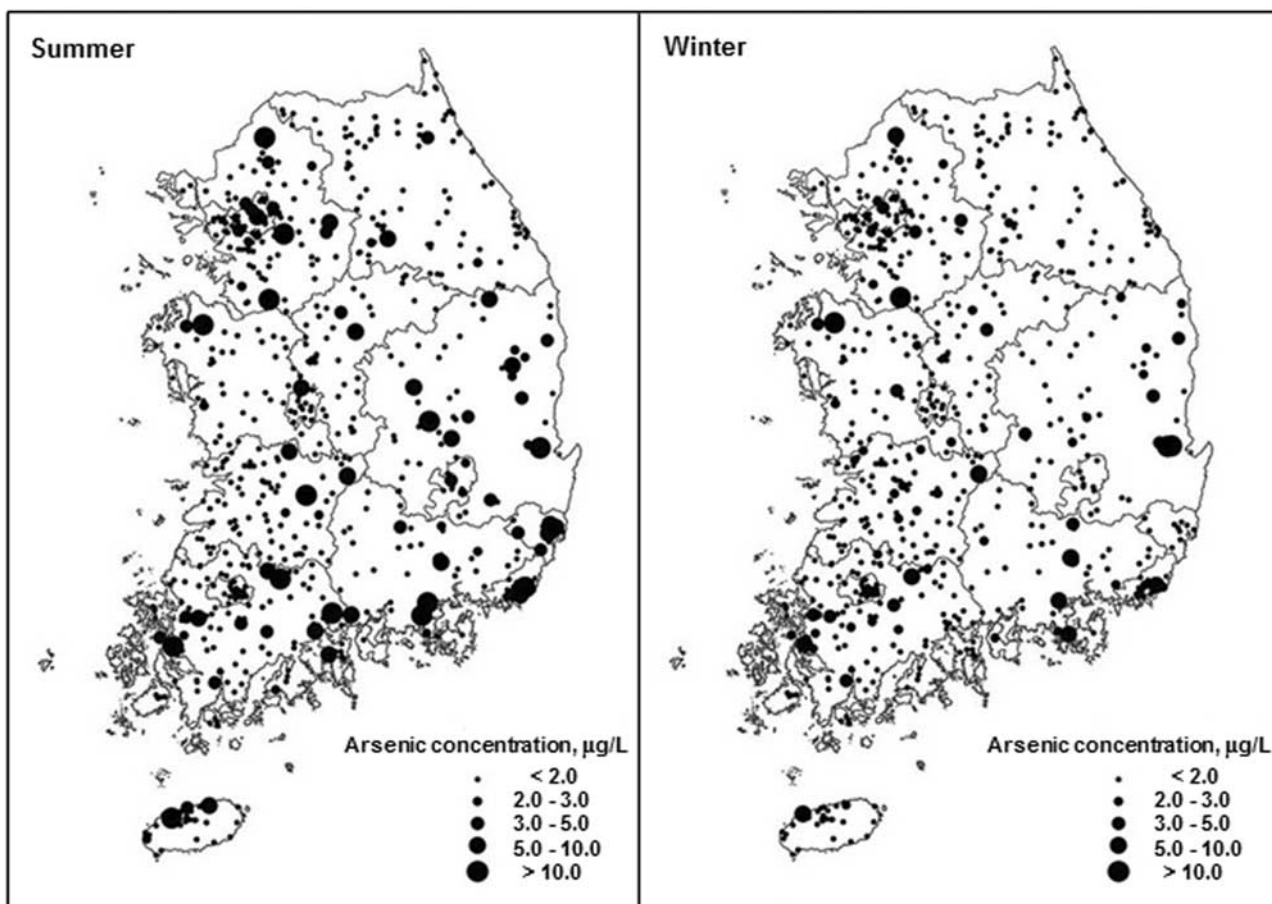 Summer
Arsenic concentration, µg/L
< 2.0
2.0 - 3.0
3.0 - 5.0
5.0 - 10.0
> 10.0
Winter
Arsenic concentration, µg/L
< 2.0
2.0 - 3.0
3.0 - 5.0
5.0 - 10.0
> 10.0